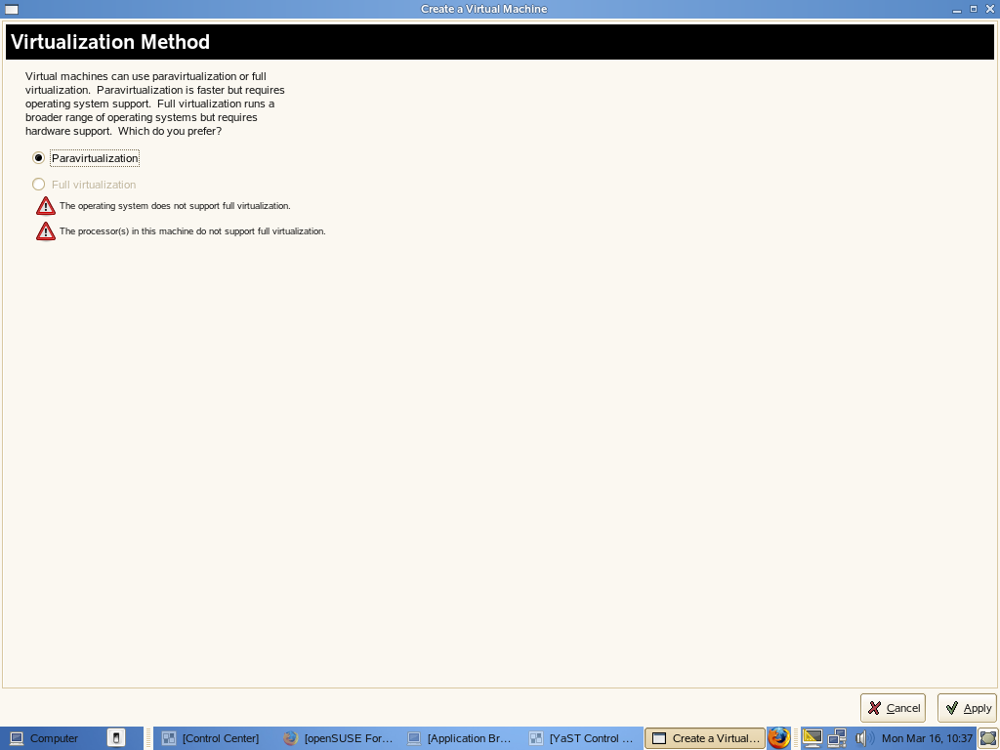 Create a Virtual Machine
Virtualization Method
Virtual machines can use paravirtualization or full
virtualization.  Paravirtualization is faster but requires
operating system support.  Full virtualization runs a
broader range of operating systems but requires
hardware support.  Which do you prefer?
Paravirtualization
Full virtualization
The operating system does not support full virtualization.
The processor(s) in this machine do not support full virtualization.
Cancel
Apply
Computer
[Control Center]
[openSUSE For...
[Application Br...
[YaST Control ...
Create a Virtual...
Mon Mar 16, 10:37